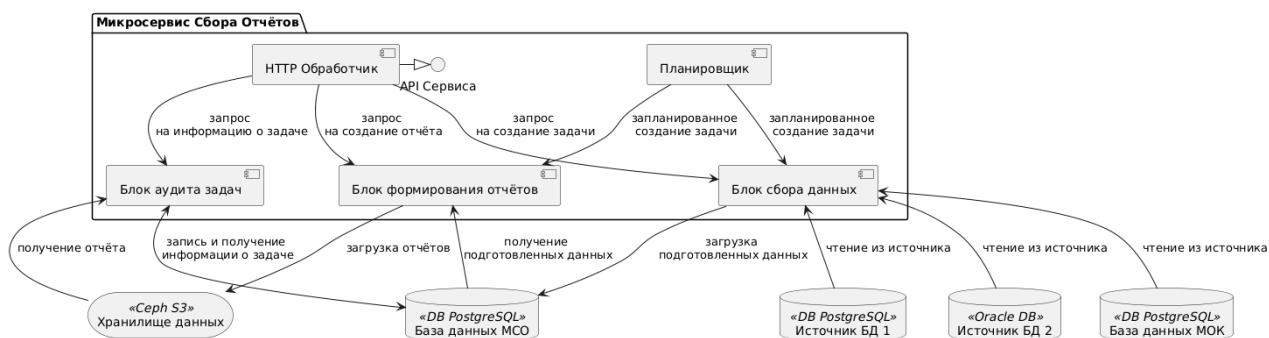 Микросервис Сбора Отчётов
HTTP Обработчик
API Сервиса
Планировщик
запрос
на информацию о задаче
запрос
на создание отчёта
запрос
на создание задачи
запланированное
создание задачи
запланированное
создание задачи
Блок аудита задач
Блок формирования отчётов
Блок сбора данных
получение отчёта
запись и получение
информации о задаче
загрузка отчётов
получение
подготовленных данных
загрузка
подготовленных данных
чтение из источника
чтение из источника
чтение из источника
«Ceph S3»
Хранилище данных
«DB PostgreSQL»
База данных МСО
«DB PostgreSQL»
Источник БД 1
«Oracle DB»
Источник БД 2
«DB PostgreSQL»
База данных МОК